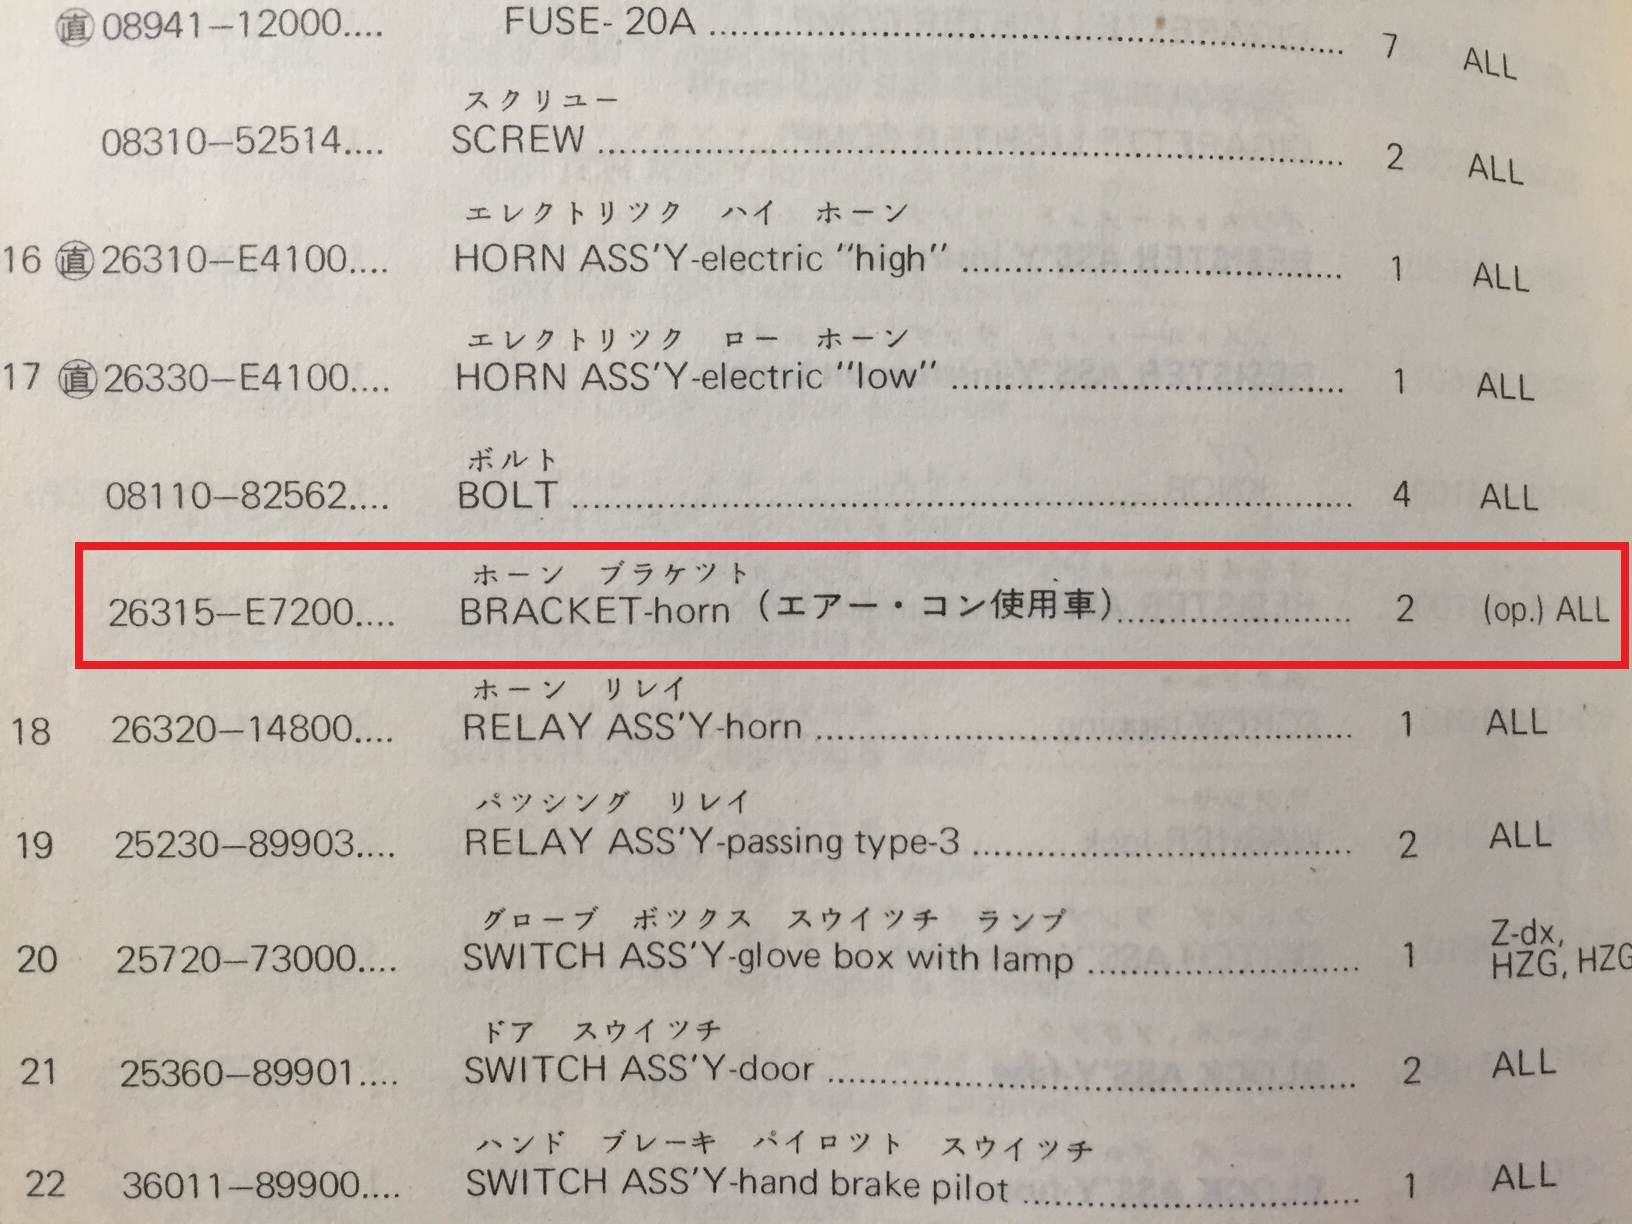 ㊣08941−12000.... FUSE- 20A ........ 7 ALL
スクリユー
08310−52514.... SCREW ........ 2 ALL
エレクトリツク ハイ ホーン
16 直 26310−E4100.... HORN ASS'Y-electric "high" ........ 1 ALL
エレクトリツク ロー ホーン
17 直 26330−E4100.... HORN ASS'Y-electric "low" ........ 1 ALL
ボルト
08110−82562.... BOLT ........ 4 ALL
ホーン ブラケツト
26315−E7200.... BRACKET-horn (エアー・コン使用車)........ 2 (op.) ALL
ホーン リレイ
18 26320−14800.... RELAY ASS'Y-horn ........ 1 ALL
パツシング リレイ
19 25230−89903.... RELAY ASS'Y-passing type-3 ........ 2 ALL
グローブ ボツクス スウイツチ ランプ
20 25720−73000.... SWITCH ASS'Y-glove box with lamp ........ 1 Z-dx,
HZG, HZG
ドア スウイツチ
21 25360−89901.... SWITCH ASS'Y-door ........ 2 ALL
ハンド ブレーキ パイロツト スウイツチ
22 36011−89900.... SWITCH ASS'Y-hand brake pilot ........ 1 ALL